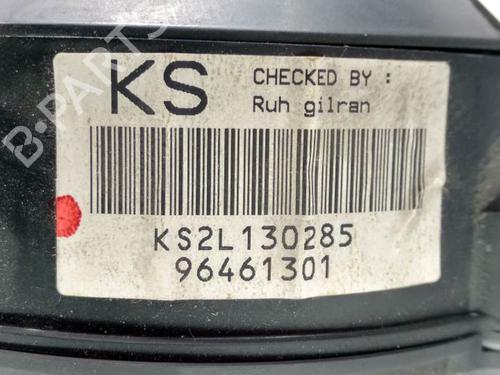 KS
CHECKED BY :
Ruh gilran
KS2L130285
96461301
B-PARTS